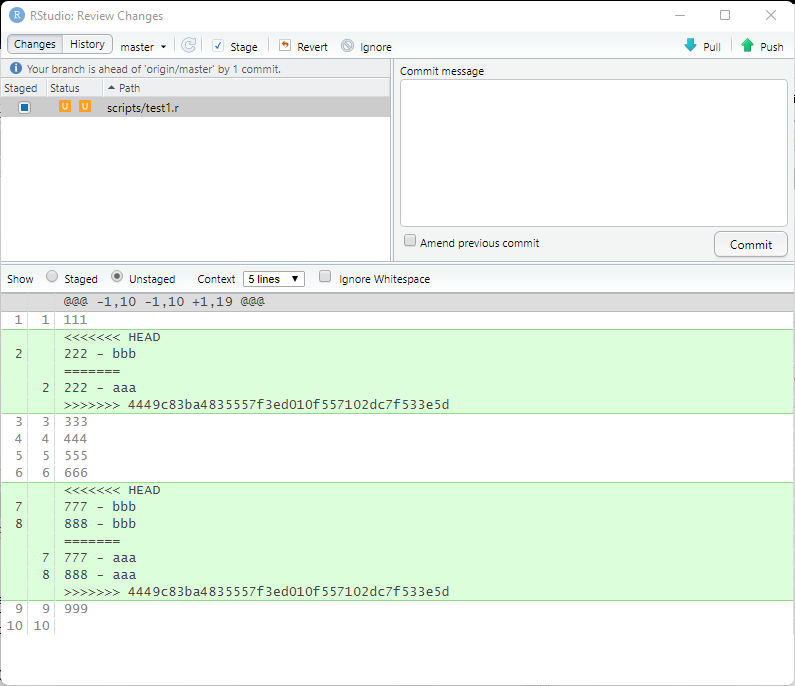 R RStudio: Review Changes
Changes History master Stage Revert Ignore Pull Push
Your branch is ahead of 'origin/master' by 1 commit.
Staged Status Path
U U scripts/test1.r
Commit message
Amend previous commit Commit
Show Staged Unstaged Context 5 lines Ignore Whitespace
@@@ -1,10 -1,10 +1,19 @@@
1 1 111
<<<<<<< HEAD
2 222 - bbb
=======
2 222 - aaa
>>>>>>> 4449c83ba4835557f3ed010f557102dc7f533e5d
3 3 333
4 4 444
5 5 555
6 6 666
<<<<<<< HEAD
7 777 - bbb
8 888 - bbb
=======
7 777 - aaa
8 888 - aaa
>>>>>>> 4449c83ba4835557f3ed010f557102dc7f533e5d
9 9 999
10 10